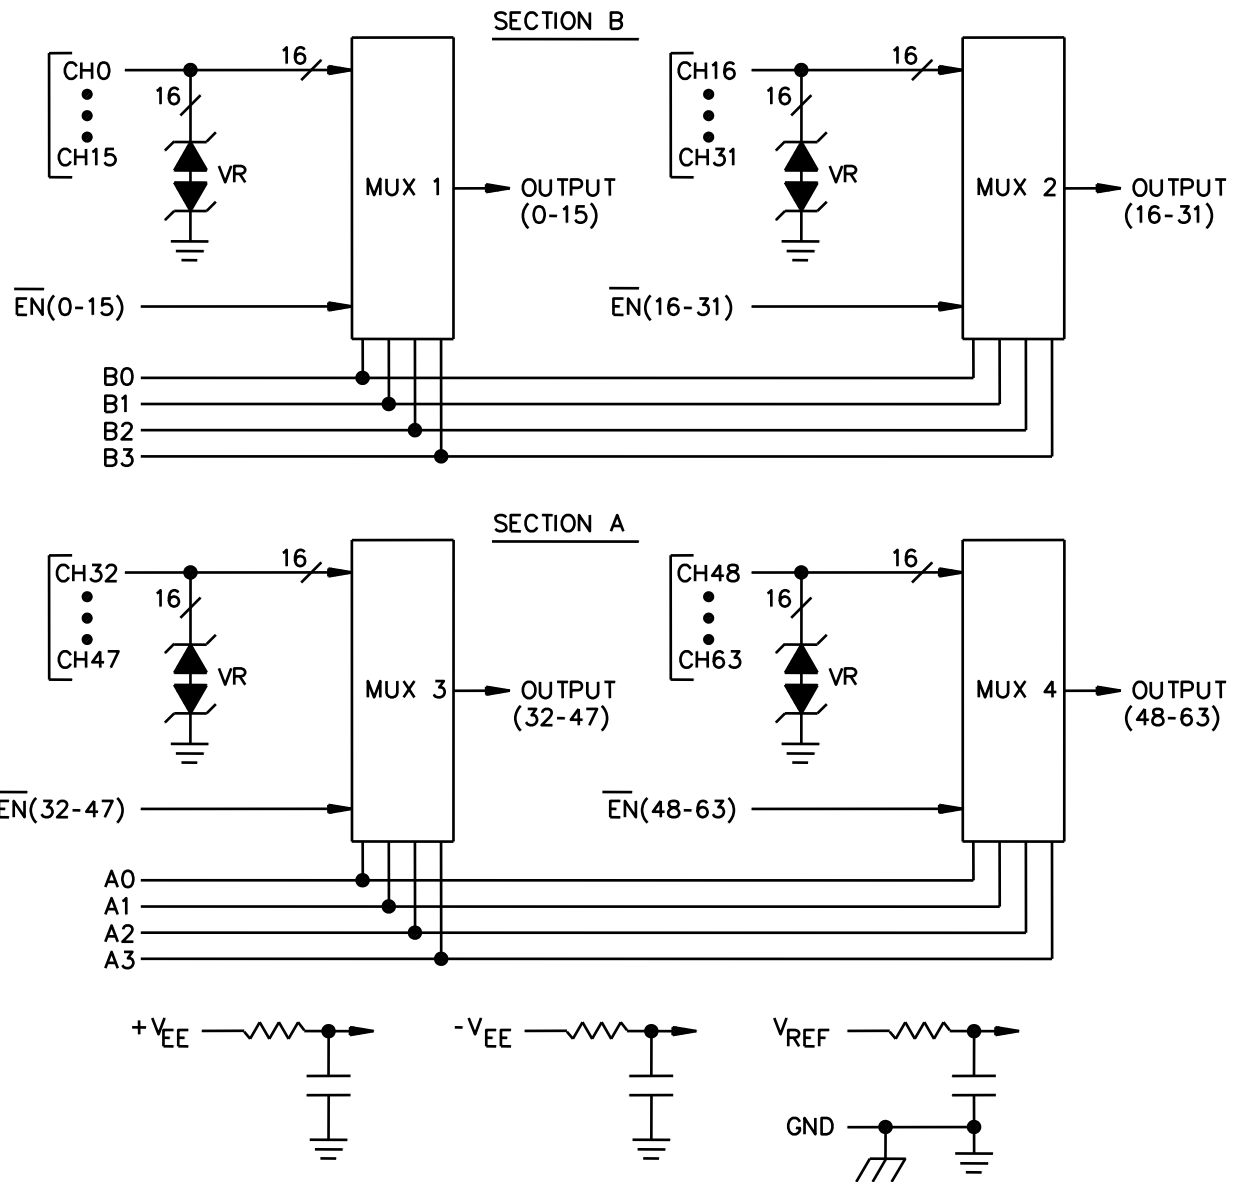 SECTION B
CH0
16
16
CH15
VR
MUX 1
OUTPUT
(0-15)
EN(0-15)
CH16
16
16
CH31
VR
MUX 2
OUTPUT
(16-31)
EN(16-31)
B0
B1
B2
B3
SECTION A
CH32
16
16
CH47
VR
MUX 3
OUTPUT
(32-47)
EN(32-47)
CH48
16
16
CH63
VR
MUX 4
OUTPUT
(48-63)
EN(48-63)
A0
A1
A2
A3
+VEE
-VEE
VREF
GND